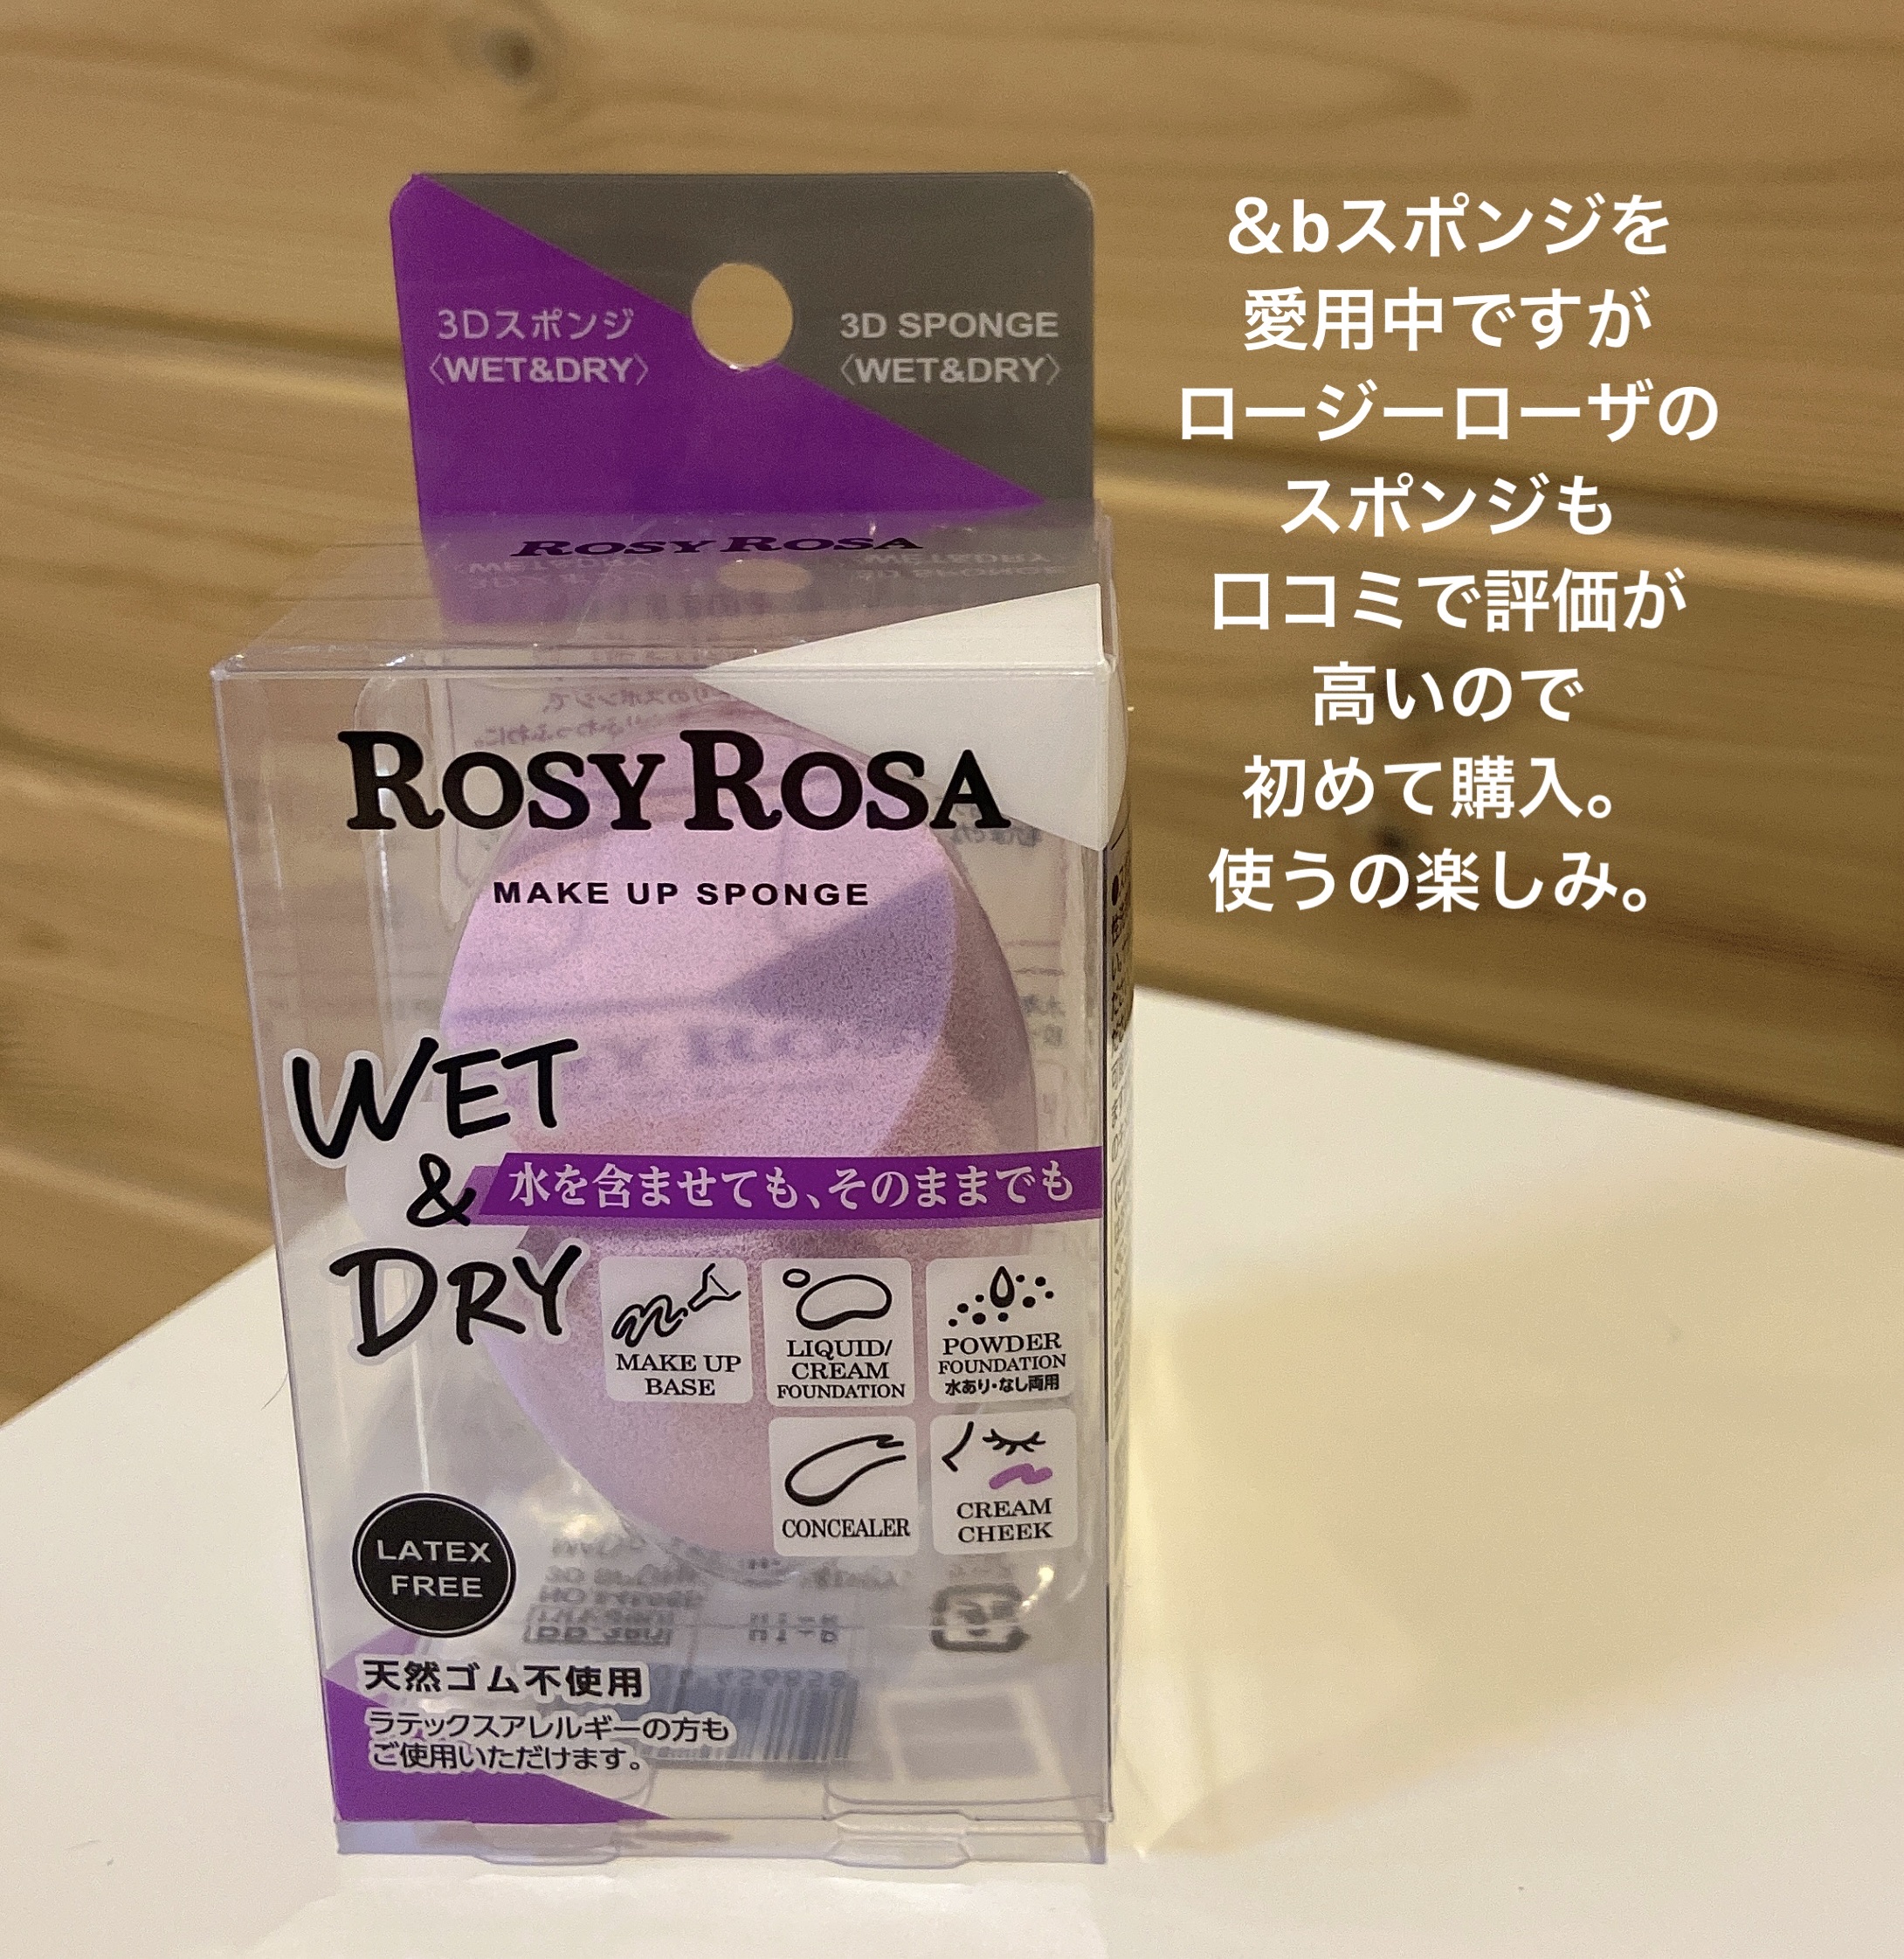 3Dスポンジ
〈WET&DRY〉
3D SPONGE
〈WET&DRY〉
ROSY ROSA
ROSY ROSA
MAKE UP SPONGE
WET
&
DRY
水を含ませても、そのままでも
MAKE UP
BASE
LIQUID/
CREAM
FOUNDATION
POWDER
FOUNDATION
水あり・なし両用
CONCEALER
CREAM
CHEEK
LATEX
FREE
天然ゴム不使用
ラテックスアレルギーの方も
ご使用いただけます。
&bスポンジを
愛用中ですが
ロージーローザの
スポンジも
口コミで評価が
高いので
初めて購入。
使うの楽しみ。